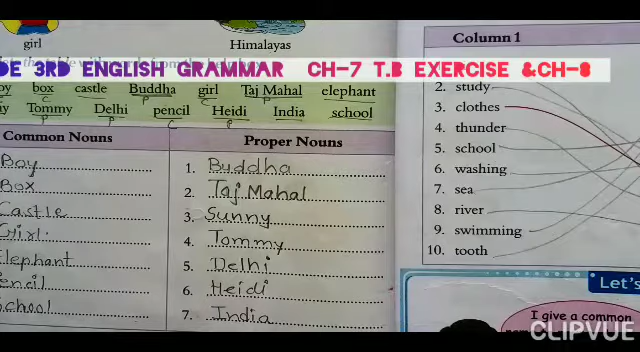 girl
Himalayas
DE 3RD ENGLISH GRAMMAR CH-7 T.B EXERCISE &CH-8
oy box castle Buddha girl Taj Mahal elephant
P P
y Tommy Delhi pencil Heidi India school
P P C P
Common Nouns
Boy
Box
Castle
Girl
Elephant
encil
School
Proper Nouns
1. Buddha
2. Taj Mahal
3. Sunny
4. Tommy
5. Delhi
6. Heidi
7. India
Column 1
2. study
3. clothes
4. thunder
5. school
6. washing
7. sea
8. river
9. swimming
10. tooth
Let's
I give a common
CLIPVUE